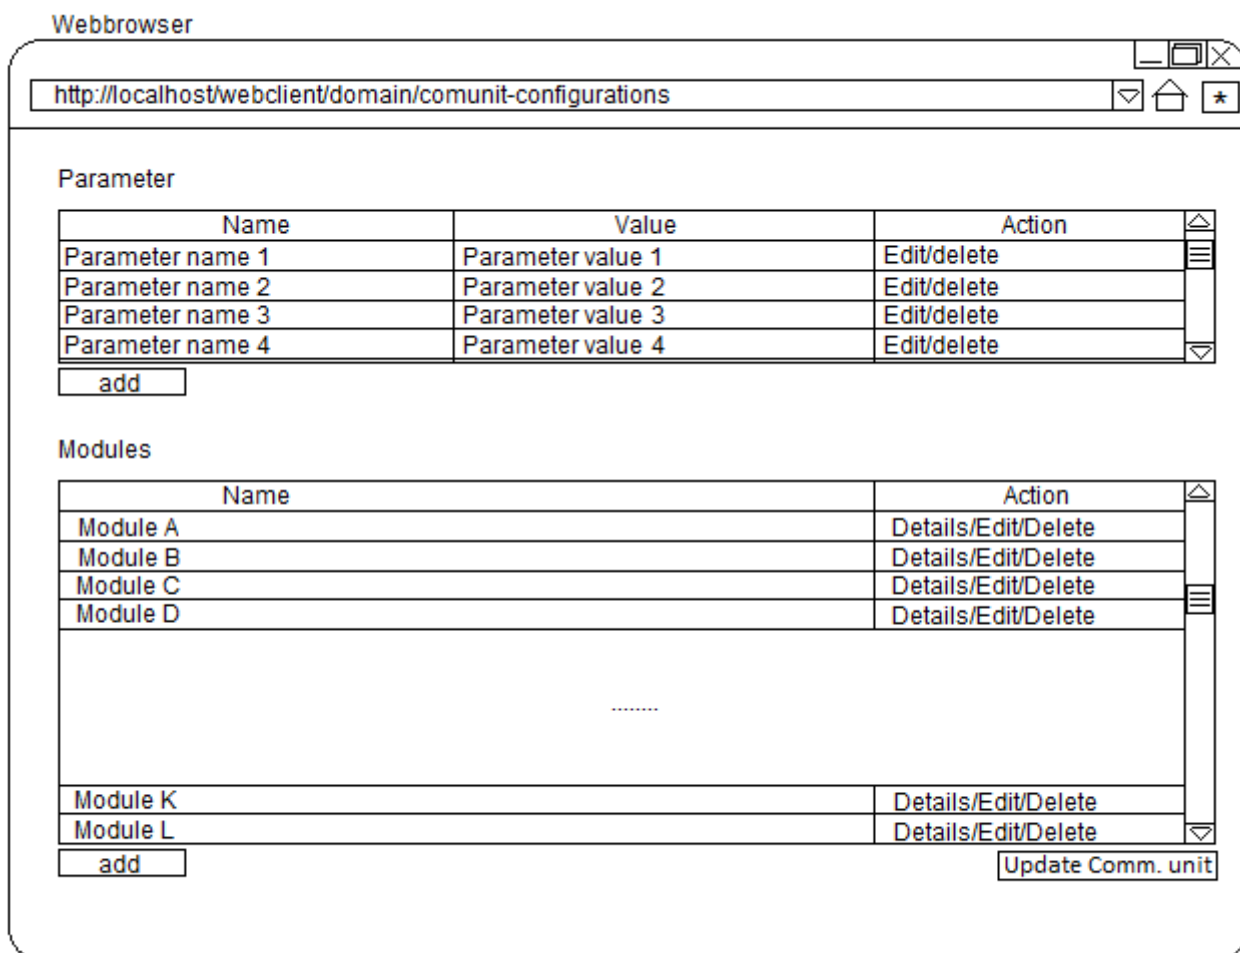 Webbrowser
http://localhost/webclient/domain/comunit-configurations
*
Parameter
Name Value Action
Parameter name 1 Parameter value 1 Edit/delete
Parameter name 2 Parameter value 2 Edit/delete
Parameter name 3 Parameter value 3 Edit/delete
Parameter name 4 Parameter value 4 Edit/delete
add
Modules
Name Action
Module A Details/Edit/Delete
Module B Details/Edit/Delete
Module C Details/Edit/Delete
Module D Details/Edit/Delete
........
Module K Details/Edit/Delete
Module L Details/Edit/Delete
add Update Comm. unit